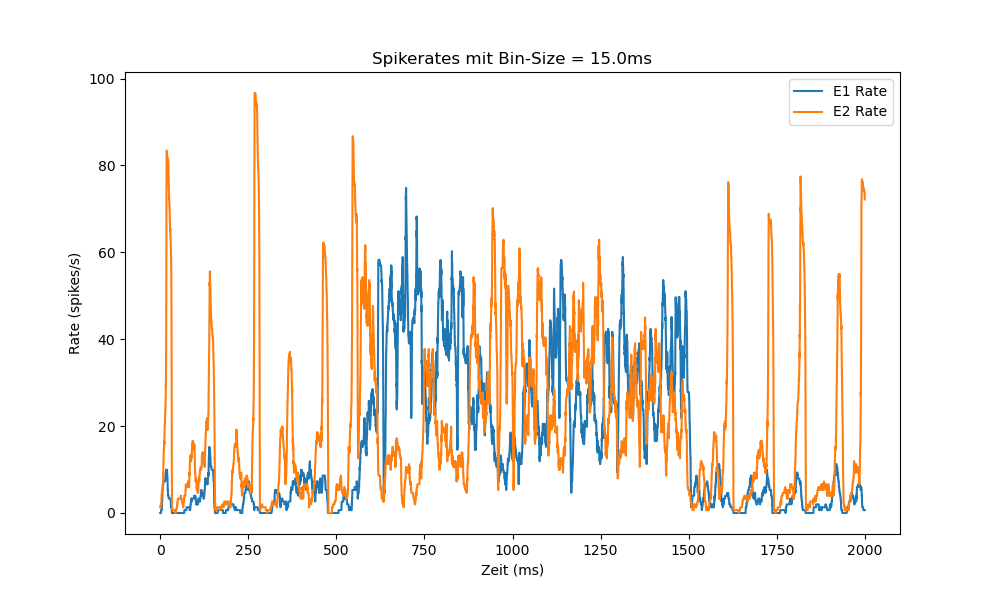 Spikerates mit Bin-Size = 15.0ms
E1 Rate
E2 Rate
Rate (spikes/s)
100
80
60
40
20
0
0 250 500 750 1000 1250 1500 1750 2000
Zeit (ms)